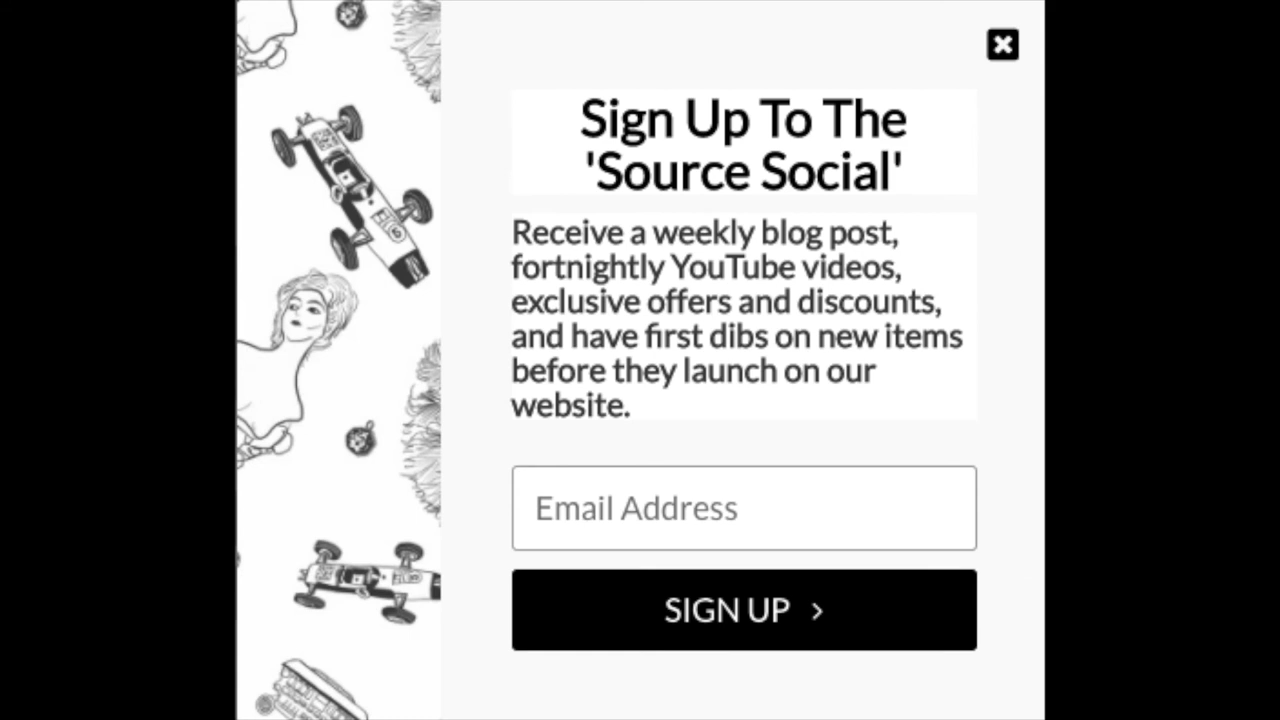 Sign Up To The
'Source Social'
Receive a weekly blog post,
fortnightly YouTube videos,
exclusive offers and discounts,
and have first dibs on new items
before they launch on our
website.
Email Address
SIGN UP